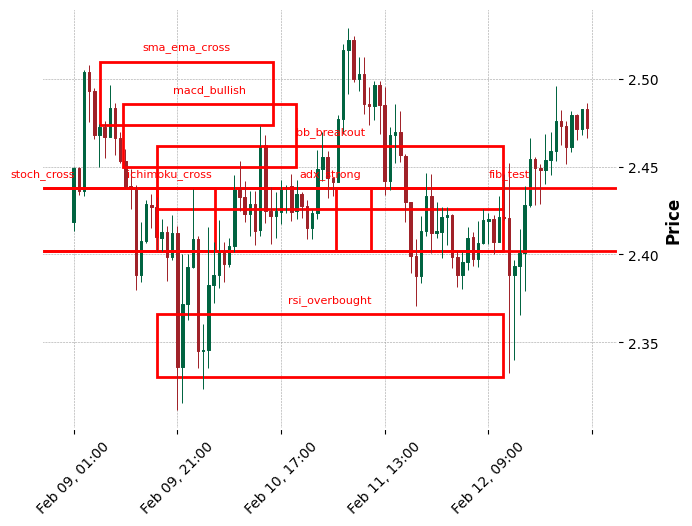 sma_ema_cross
2.50
macd_bullish
bb_breakout
2.45
stoch_cross
ichimoku_cross
adx_strong
fib_test
Price
2.40
rsi_overbought
2.35
Feb 09, 01:00
Feb 09, 21:00
Feb 10, 17:00
Feb 11, 13:00
Feb 12, 09:00